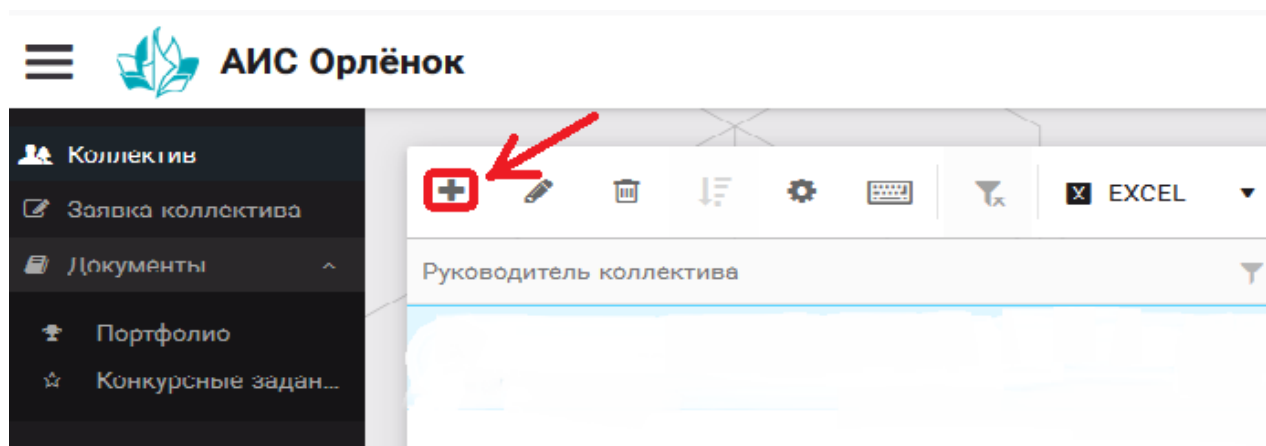 АИС Орлёнок
Коллектив
Заявка коллектива
Документы
Портфолио
Конкурсные задан...
EXCEL
Руководитель коллектива